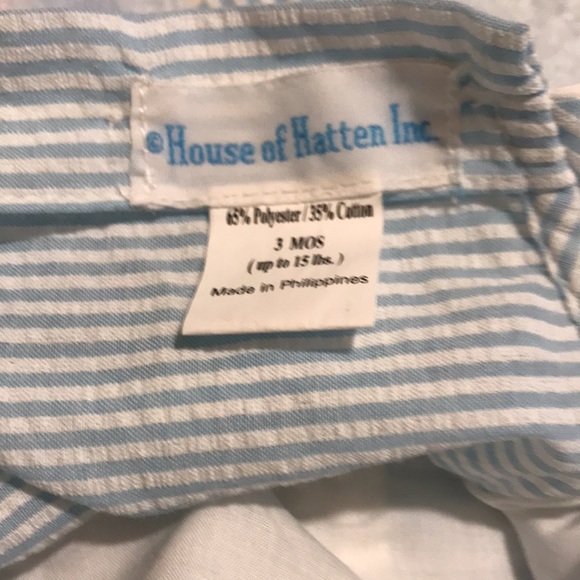 ©House of Hatten Inc.
65% Polyester/35% Cotton
3 MOS
(up to 15 lbs.)
Made in Philippines